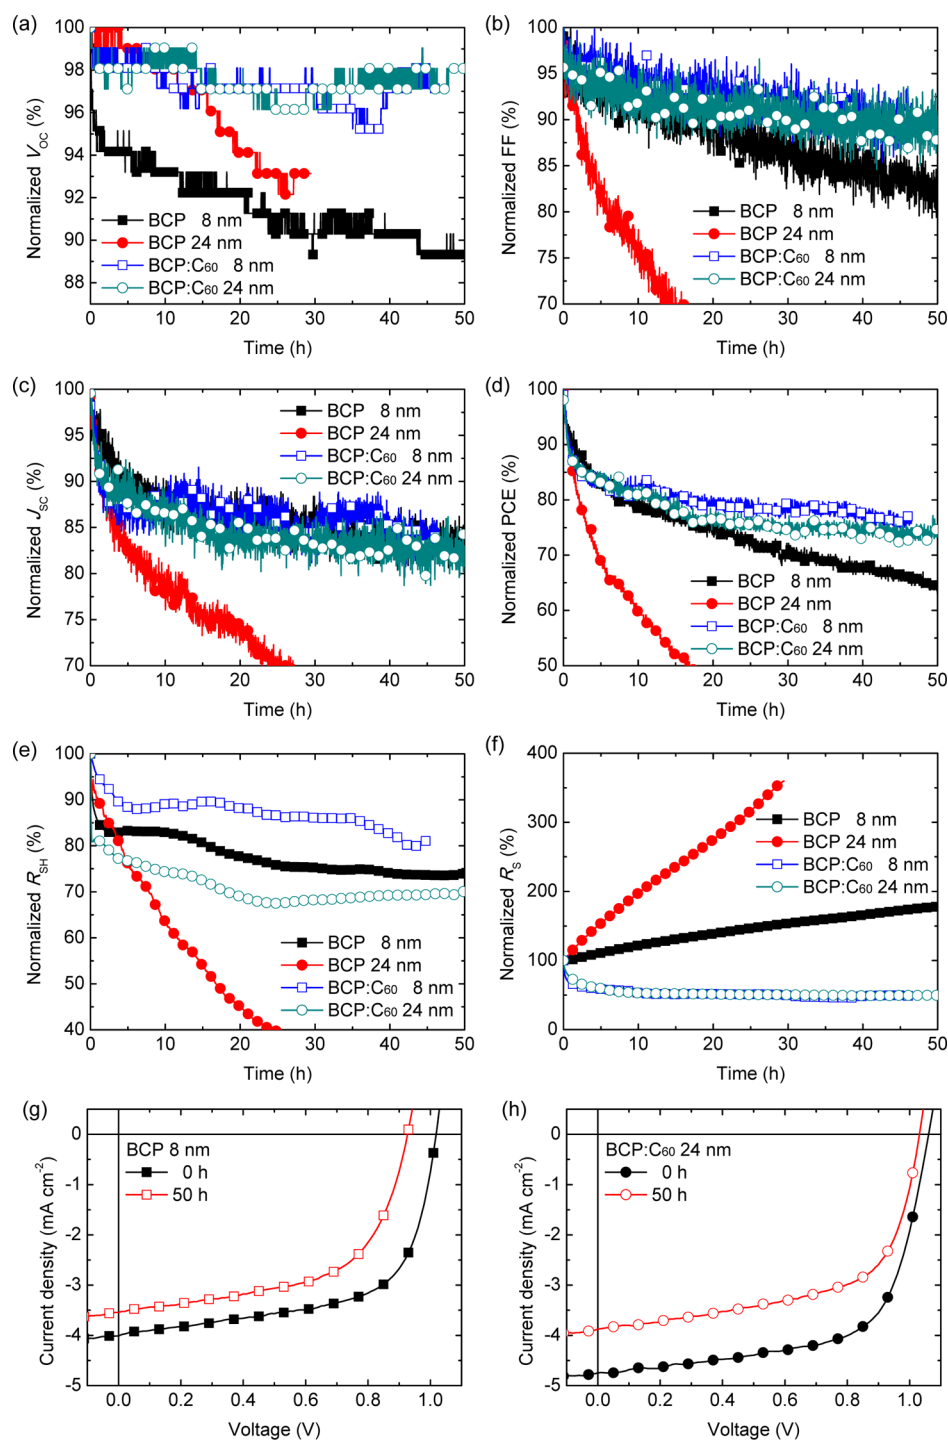 (a)
Normalized VOC (%)
100
98
96
94
92
90
88
BCP 8 nm
BCP 24 nm
BCP:C60 8 nm
BCP:C60 24 nm
0 10 20 30 40 50
Time (h)
(b)
Normalized FF (%)
100
95
90
85
80
75
70
BCP 8 nm
BCP 24 nm
BCP:C60 8 nm
BCP:C60 24 nm
0 10 20 30 40 50
Time (h)
(c)
Normalized JSC (%)
100
95
90
85
80
75
70
BCP 8 nm
BCP 24 nm
BCP:C60 8 nm
BCP:C60 24 nm
0 10 20 30 40 50
Time (h)
(d)
Normalized PCE (%)
100
90
80
70
60
50
BCP 8 nm
BCP 24 nm
BCP:C60 8 nm
BCP:C60 24 nm
0 10 20 30 40 50
Time (h)
(e)
Normalized RSH (%)
100
90
80
70
60
50
40
BCP 8 nm
BCP 24 nm
BCP:C60 8 nm
BCP:C60 24 nm
0 10 20 30 40 50
Time (h)
(f)
Normalized RS (%)
400
350
300
250
200
150
100
50
0
BCP 8 nm
BCP 24 nm
BCP:C60 8 nm
BCP:C60 24 nm
0 10 20 30 40 50
Time (h)
(g)
Current density (mA cm-2)
0
-1
-2
-3
-4
-5
BCP 8 nm
0 h
50 h
0.0 0.2 0.4 0.6 0.8 1.0
Voltage (V)
(h)
Current density (mA cm-2)
0
-1
-2
-3
-4
-5
BCP:C60 24 nm
0 h
50 h
0.0 0.2 0.4 0.6 0.8 1.0
Voltage (V)